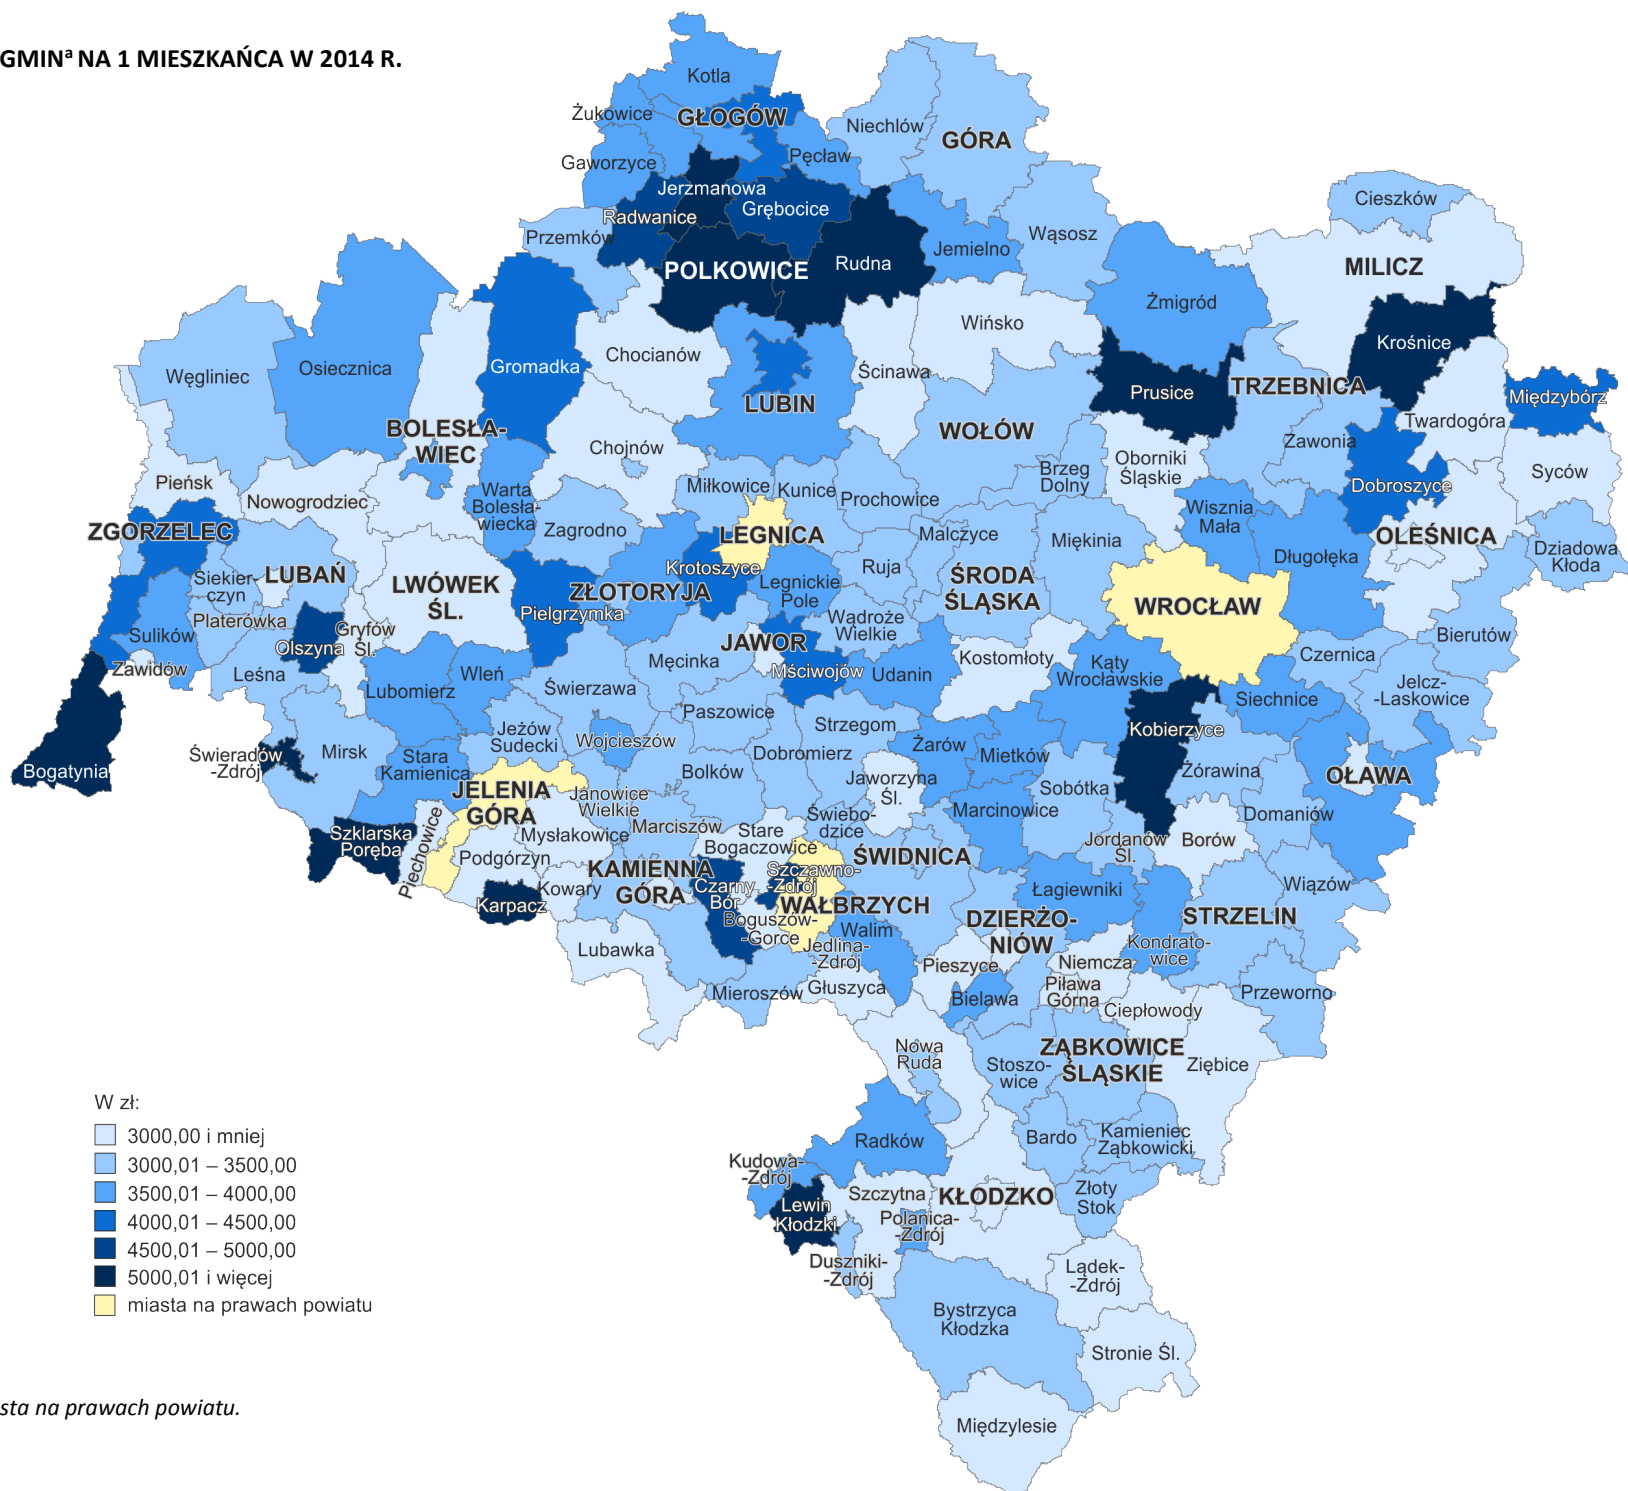 GMINᵃ NA 1 MIESZKAŃCA W 2014 R.
Kotla
Żukowice
GŁOGÓW
Niechlów
GÓRA
Gaworzyce
Pęcław
Jerzmanowa
Radwanice
Grębocice
Cieszków
Przemków
Jemielno
Wąsosz
POLKOWICE
Rudna
MILICZ
Żmigród
Wińsko
Krośnice
Chocianów
Osiecznica
Gromadka
Węgliniec
Ścinawa
Prusice
TRZEBNICA
Międzybórz
LUBIN
Twardogóra
BOLESŁA-
WIEC
WOŁÓW
Zawonia
Chojnów
Oborniki
Śląskie
Brzeg
Dolny
Syców
Pieńsk
Dobroszyce
Nowogrodziec
Warta
Bolesła-
wiecka
Miłkowice
Kunice
Prochowice
Wisznia
Mała
ZGORZELEC
Zagrodno
LEGNICA
Malczyce
Miękinia
OLEŚNICA
Dziadowa
Kłoda
Długołęka
Siekier-
czyn
LUBAŃ
LWÓWEK
ŚL.
Krotoszyce
Ruja
ŚRODA
ŚLĄSKA
ZŁOTORYJA
Legnickie
Pole
WROCŁAW
Platerówka
Pielgrzymka
Wądroże
Wielkie
Sulików
Olszyna
Gryfów
Śl.
JAWOR
Bierutów
Zawidów
Leśna
Męcinka
Mściwojów
Udanin
Kostomłoty
Kąty
Wrocławskie
Czernica
Lubomierz
Wleń
Świerzawa
Siechnice
Jelcz-
-Laskowice
Paszowice
Strzegom
Kobierzyce
Jeżów
Sudecki
Wojcieszów
Świeradów
-Zdrój
Mirsk
Stara
Kamienica
Dobromierz
Żarów
Mietków
Bogatynia
Bolków
Jaworzyna
Śl.
Sobótka
Żórawina
OŁAWA
JELENIA
GÓRA
Janowice
Wielkie
Marcinowice
Domaniów
Świebo-
dzice
Szklarska
Poręba
Piechowice
Mysłakowice
Marciszów
Stare
Bogaczowice
Jordanów
Śl.
Borów
Podgórzyn
ŚWIDNICA
KAMIENNA
GÓRA
Szczawno-
-Zdrój
Karpacz
Kowary
Czarny
Bór
WAŁBRZYCH
Łagiewniki
Wiązów
Boguszów-
-Gorce
DZIERŻO-
NIÓW
STRZELIN
Walim
Lubawka
Jedlina-
-Zdrój
Kondrato-
wice
Pieszyce
Niemcza
Mieroszów
Głuszyca
Bielawa
Piława
Górna
Przeworno
Ciepłowody
Nowa
Ruda
ZĄBKOWICE
ŚLĄSKIE
Stoszo-
wice
Ziębice
Radków
Bardo
Kamieniec
Ząbkowicki
Kudowa-
-Zdrój
Szczytna
KŁODZKO
Złoty
Stok
Lewin
Kłodzki
Polanica-
-Zdrój
Duszniki-
-Zdrój
Lądek-
-Zdrój
Bystrzyca
Kłodzka
Stronie Śl.
Międzylesie
W zł:
3000,00 i mniej
3000,01 – 3500,00
3500,01 – 4000,00
4000,01 – 4500,00
4500,01 – 5000,00
5000,01 i więcej
miasta na prawach powiatu
sta na prawach powiatu.